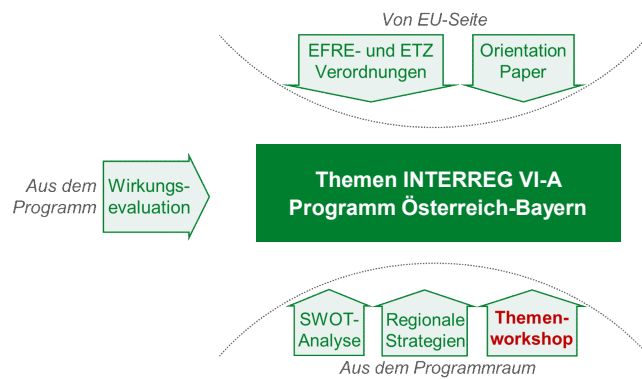 Von EU-Seite
EFRE- und ETZ
Verordnungen
Orientation
Paper
Aus dem
Programm
Wirkungs-
evaluation
Themen INTERREG VI-A
Programm Österreich-Bayern
SWOT-
Analyse
Regionale
Strategien
Themen-
workshop
Aus dem Programmraum